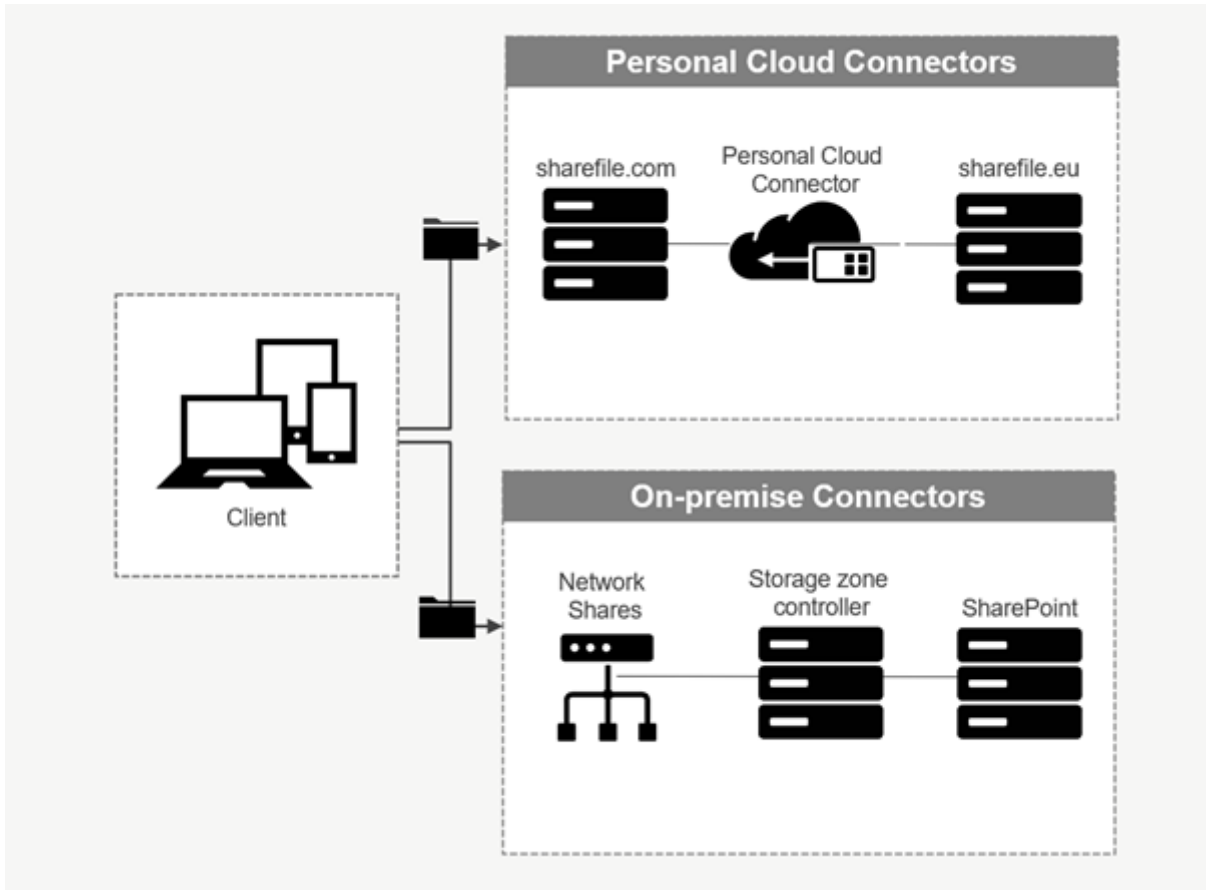 Personal Cloud Connectors
sharefile.com
Personal Cloud
Connector
sharefile.eu
Client
On-premise Connectors
Network
Shares
Storage zone
controller
SharePoint